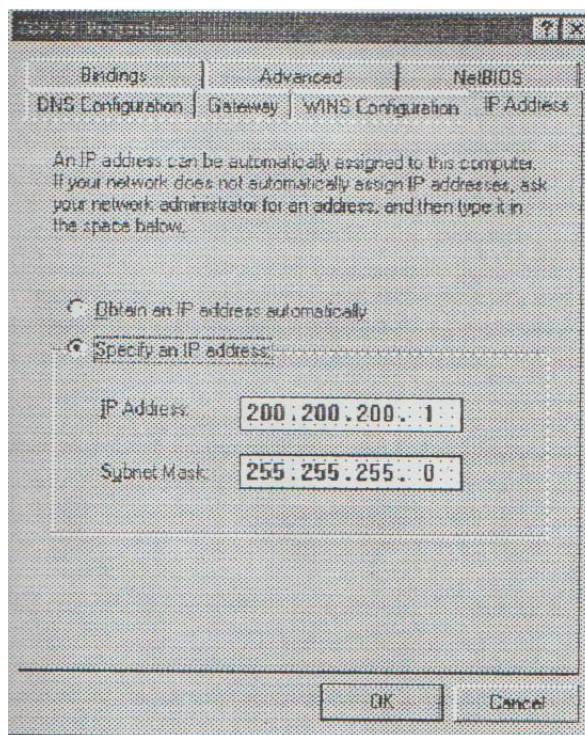 TCP/IP Properties
? ×
Bindings Advanced NetBIOS
DNS Configuration Gateway WINS Configuration IP Address
An IP address can be automatically assigned to this computer.
If your network does not automatically assign IP addresses, ask
your network administrator for an address, and then type it in
the space below.
Obtain an IP address automatically
Specify an IP address:
IP Address: 200.200.200. 1
Subnet Mask: 255.255.255. 0
OK Cancel